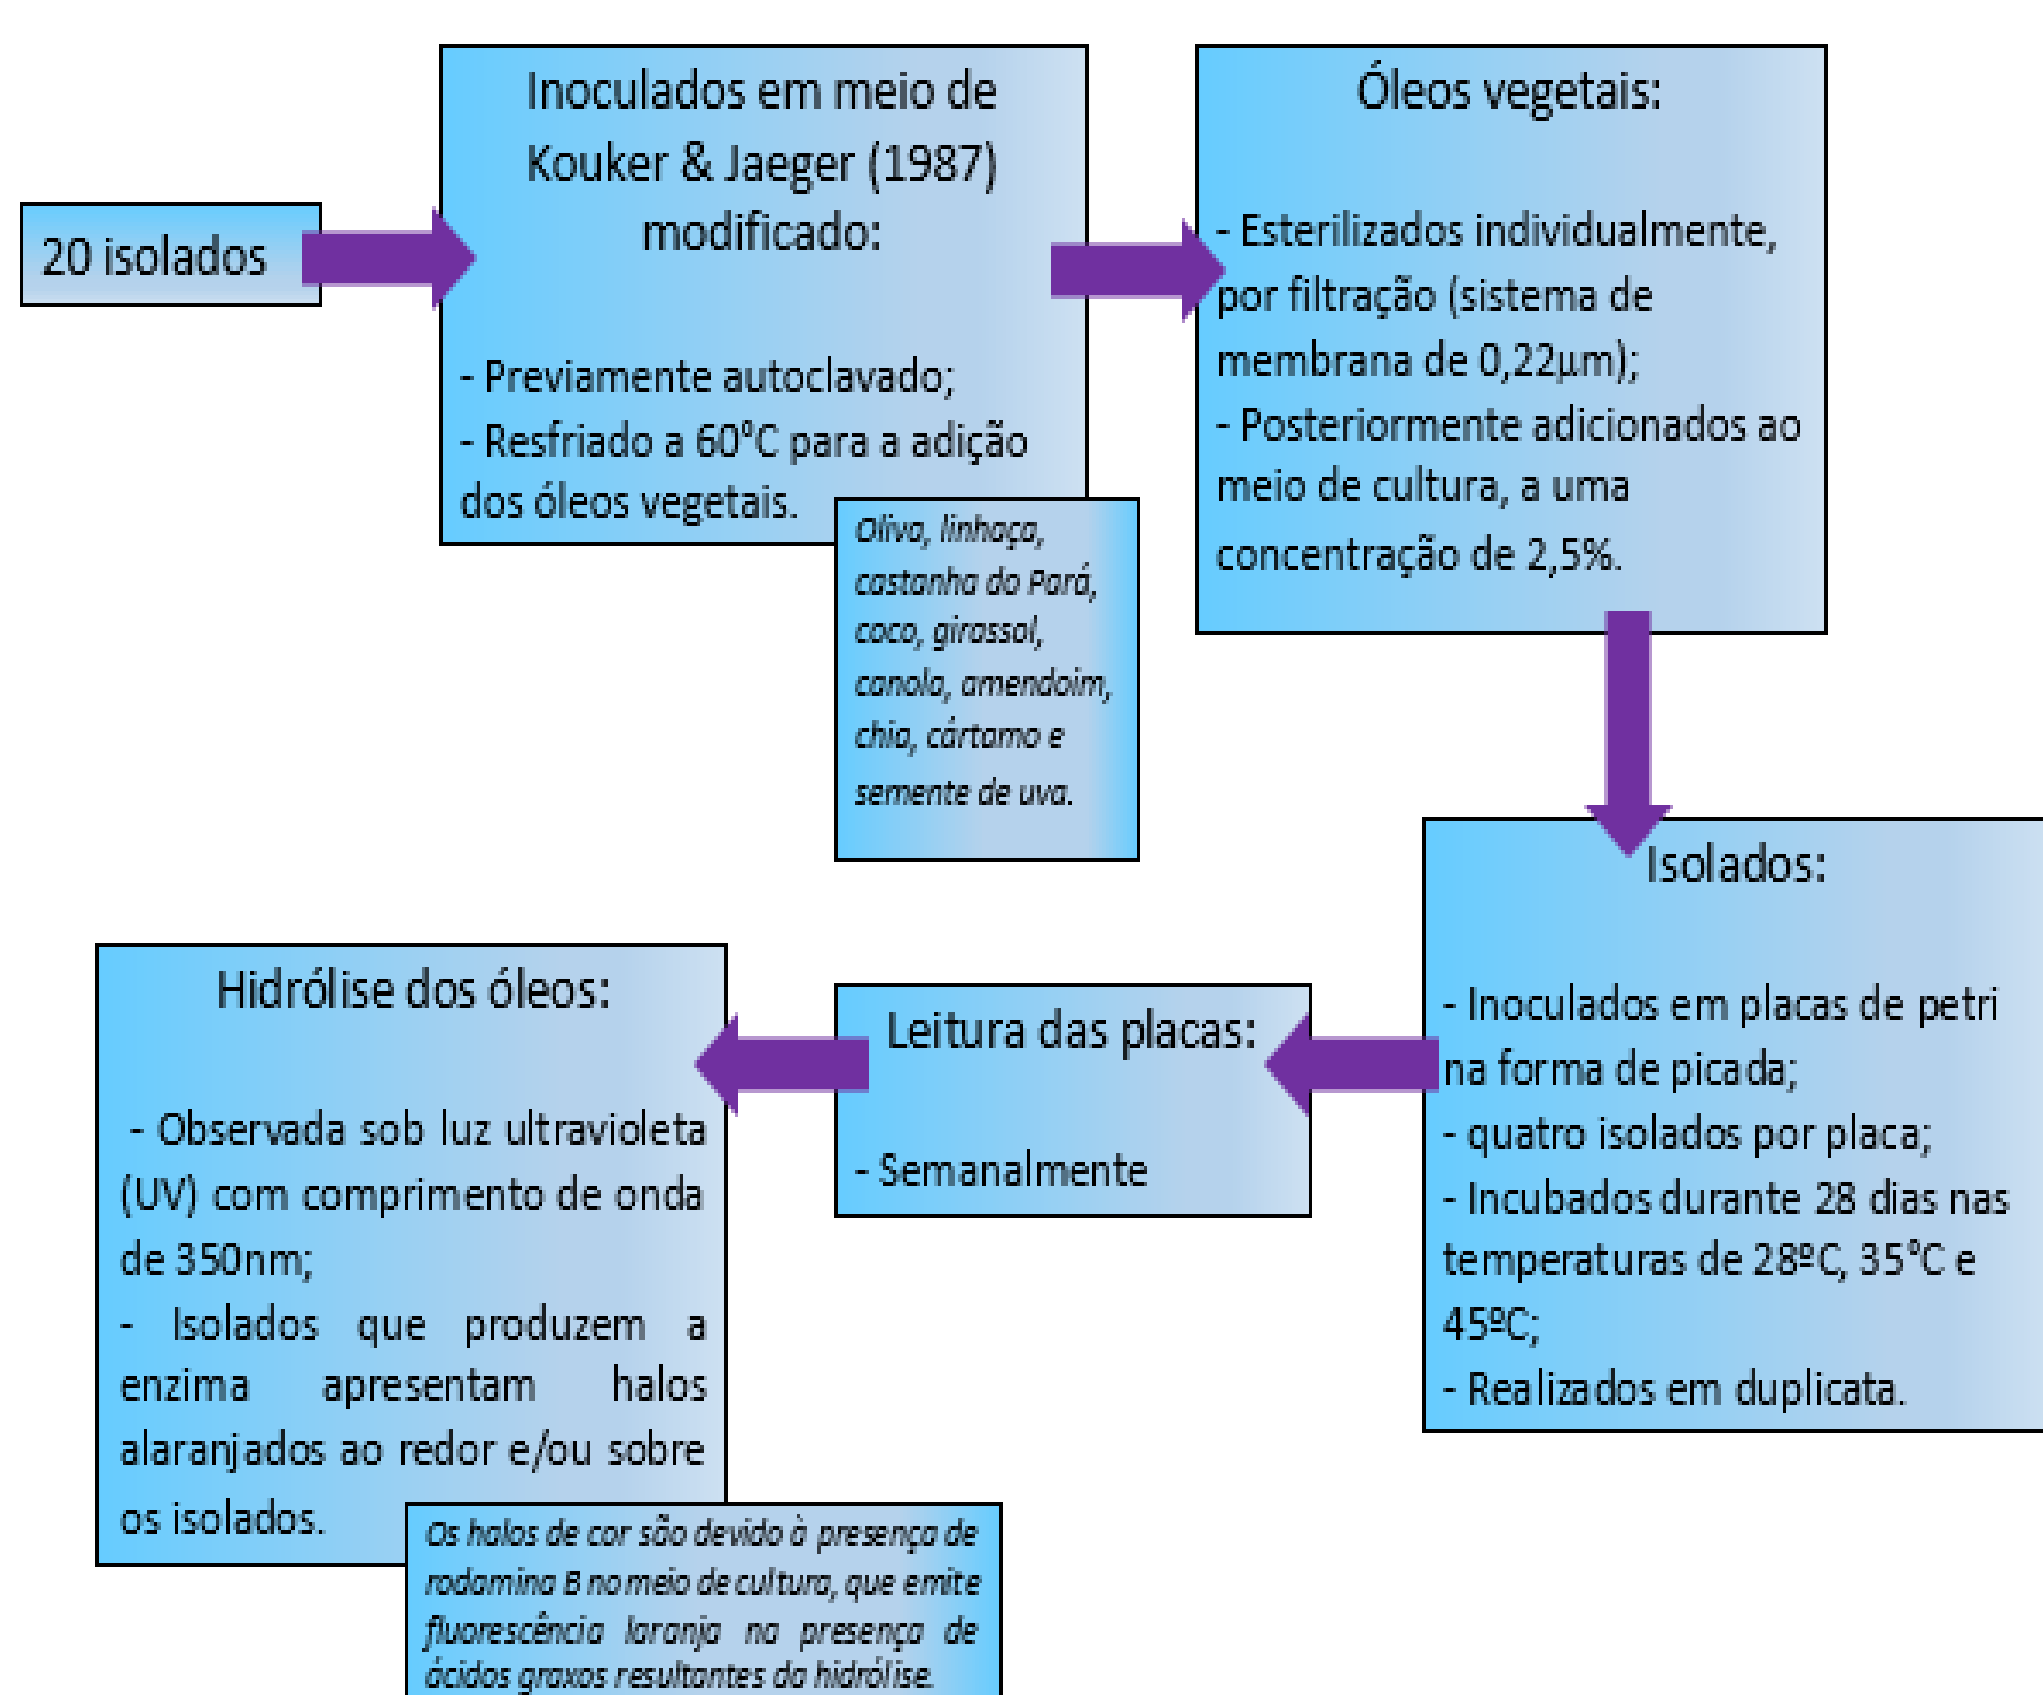 20 isolados
Inoculados em meio de
Kouker & Jaeger (1987)
modificado:
- Previamente autoclavado;
- Resfriado a 60°C para a adição
dos óleos vegetais.
Oliva, linhaça,
castanha do Pará,
coco, girassol,
canola, amendoim,
chia, cártamo e
semente de uva.
Óleos vegetais:
- Esterilizados individualmente,
por filtração (sistema de
membrana de 0,22µm);
- Posteriormente adicionados ao
meio de cultura, a uma
concentração de 2,5%.
Isolados:
- Inoculados em placas de petri
na forma de picada;
- quatro isolados por placa;
- Incubados durante 28 dias nas
temperaturas de 28ºC, 35°C e
45ºC;
- Realizados em duplicata.
Leitura das placas:
- Semanalmente
Hidrólise dos óleos:
- Observada sob luz ultravioleta
(UV) com comprimento de onda
de 350nm;
- Isolados que produzem a
enzima apresentam halos
alaranjados ao redor e/ou sobre
os isolados.
Os halos de cor são devido à presença de
rodamina B no meio de cultura, que emite
fluorescência laranja na presença de
ácidos graxos resultantes da hidrólise.